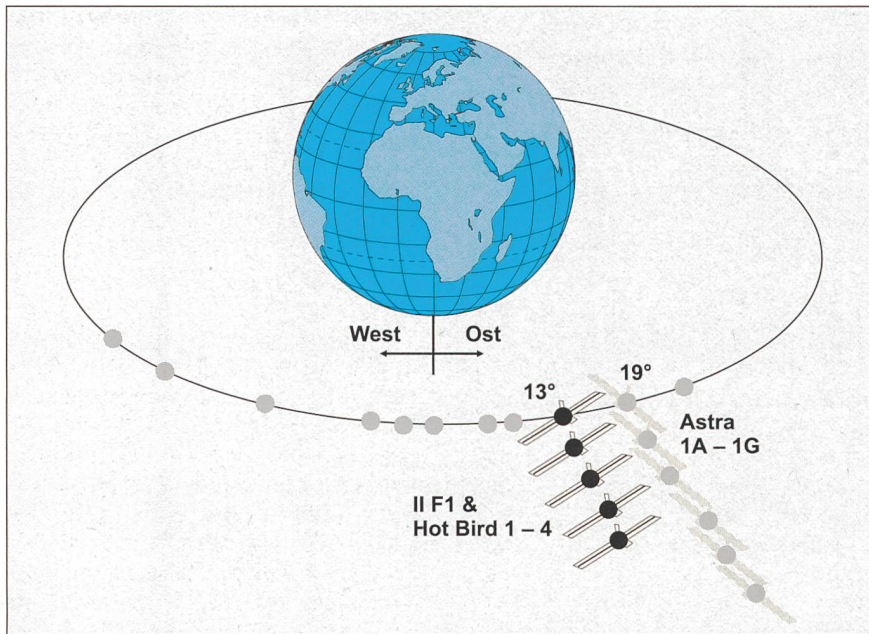 West Ost
13°
19°
Astra
1A – 1G
II F1 &
Hot Bird 1 – 4